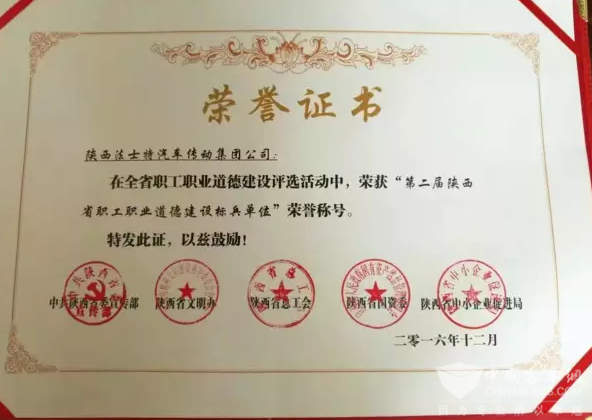 荣誉证书
陕西法士特汽车传动集团公司:
在全省职工职业道德建设评选活动中，荣获“第二届陕西
省职工职业道德建设标兵单位”荣誉称号。
特发此证，以兹鼓励！
中共陕西省委宣传部 陕西省文明办 陕西省总工会 陕西省国资委 陕西省中小企业促进局
二零一六年十二月